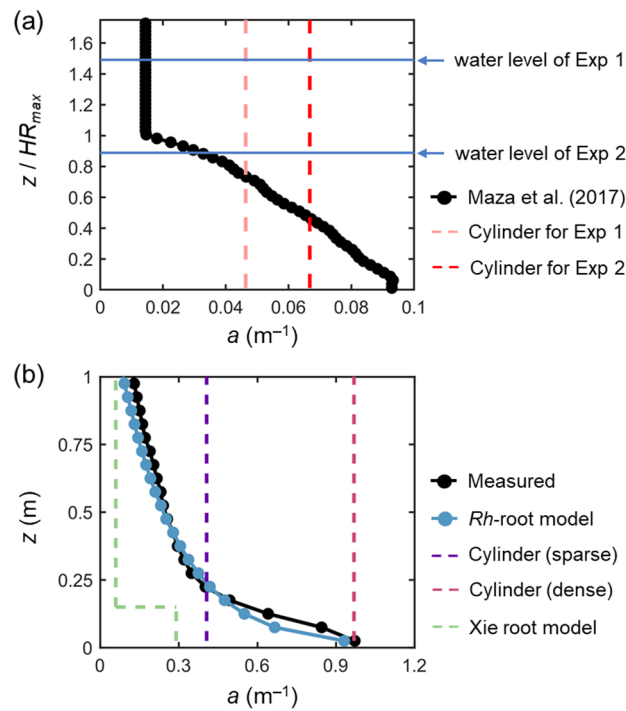 (a)
1.6
1.4
1.2
1
0.8
0.6
0.4
0.2
0
z / HRmax
0 0.02 0.04 0.06 0.08 0.1
a (m⁻¹)
water level of Exp 1
water level of Exp 2
Maza et al. (2017)
Cylinder for Exp 1
Cylinder for Exp 2
(b)
1
0.75
0.5
0.25
0
z (m)
0 0.3 0.6 0.9 1.2
a (m⁻¹)
Measured
Rh-root model
Cylinder (sparse)
Cylinder (dense)
Xie root model